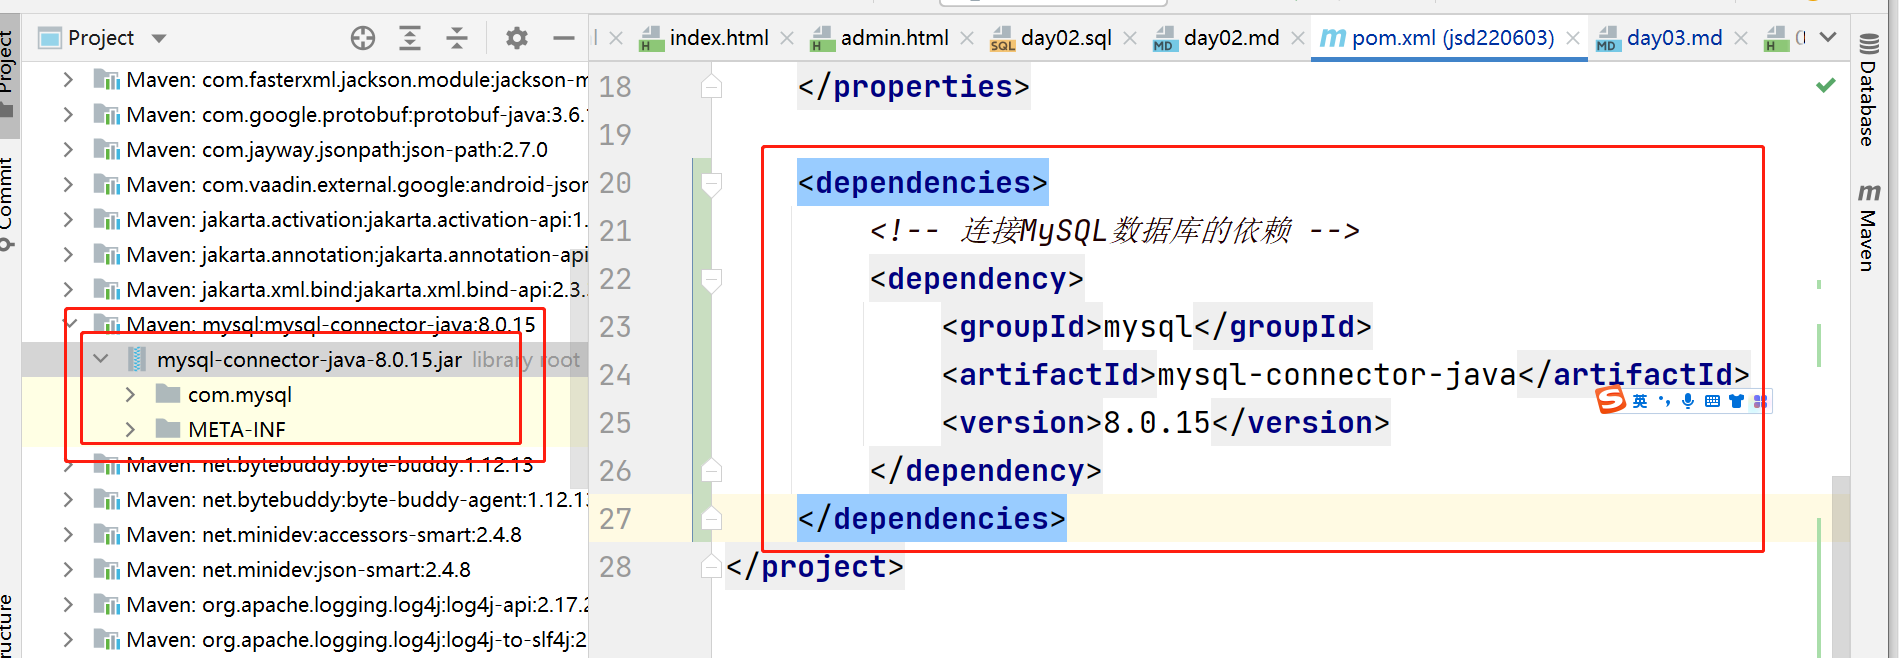 Project
index.html
admin.html
day02.sql
day02.md
pom.xml (jsd220603)
day03.md
Project
Commit
ructure
Maven: com.fasterxml.jackson.module:jackson-m
Maven: com.google.protobuf:protobuf-java:3.6.
Maven: com.jayway.jsonpath:json-path:2.7.0
Maven: com.vaadin.external.google:android-json
Maven: jakarta.activation:jakarta.activation-api:1.
Maven: jakarta.annotation:jakarta.annotation-api
Maven: jakarta.xml.bind:jakarta.xml.bind-api:2.3.
Maven: mysql:mysql-connector-java:8.0.15
mysql-connector-java-8.0.15.jar library root
com.mysql
META-INF
Maven: net.bytebuddy:byte-buddy:1.12.13
Maven: net.bytebuddy:byte-buddy-agent:1.12.13
Maven: net.minidev:accessors-smart:2.4.8
Maven: net.minidev:json-smart:2.4.8
Maven: org.apache.logging.log4j:log4j-api:2.17.2
Maven: org.apache.logging.log4j:log4j-to-slf4j:2
18 </properties>
19
20 <dependencies>
21 <!-- 连接MySQL数据库的依赖 -->
22 <dependency>
23 <groupId>mysql</groupId>
24 <artifactId>mysql-connector-java</artifactId>
25 <version>8.0.15</version>
26 </dependency>
27 </dependencies>
28 </project>
英
Database
Maven